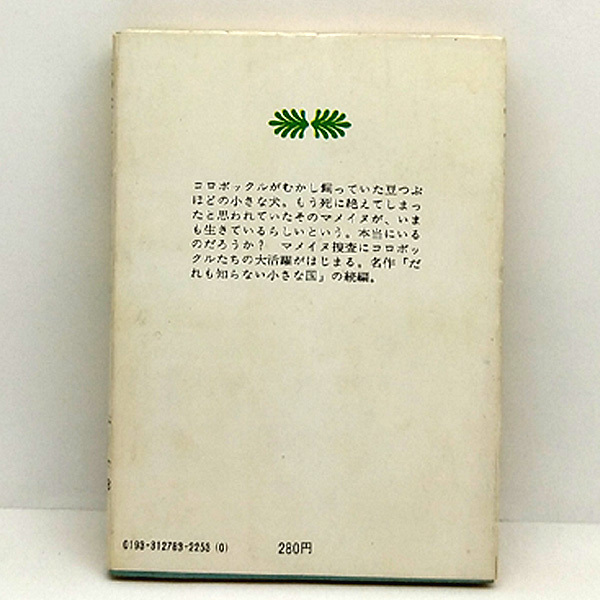 コロボックルがむかし飼っていた豆つぶ
ほどの小さな犬。もう死に絶えてしまっ
たと思われていたそのマメイヌが、いま
も生きているらしいという。本当にいる
のだろうか？　マメイヌ捜査にコロボッ
クルたちの大活躍がはじまる。名作「だ
れも知らない小さな国」の続編。
0193-312783-2253 (0)
280円